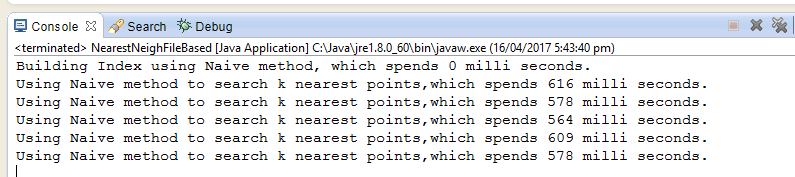 Console Search Debug
<terminated> NearestNeighFileBased [Java Application] C:\Java\jre1.8.0_60\bin\javaw.exe (16/04/2017 5:43:40 pm)
Building Index using Naive method, which spends 0 milli seconds.
Using Naive method to search k nearest points,which spends 616 milli seconds.
Using Naive method to search k nearest points,which spends 578 milli seconds.
Using Naive method to search k nearest points,which spends 564 milli seconds.
Using Naive method to search k nearest points,which spends 609 milli seconds.
Using Naive method to search k nearest points,which spends 578 milli seconds.